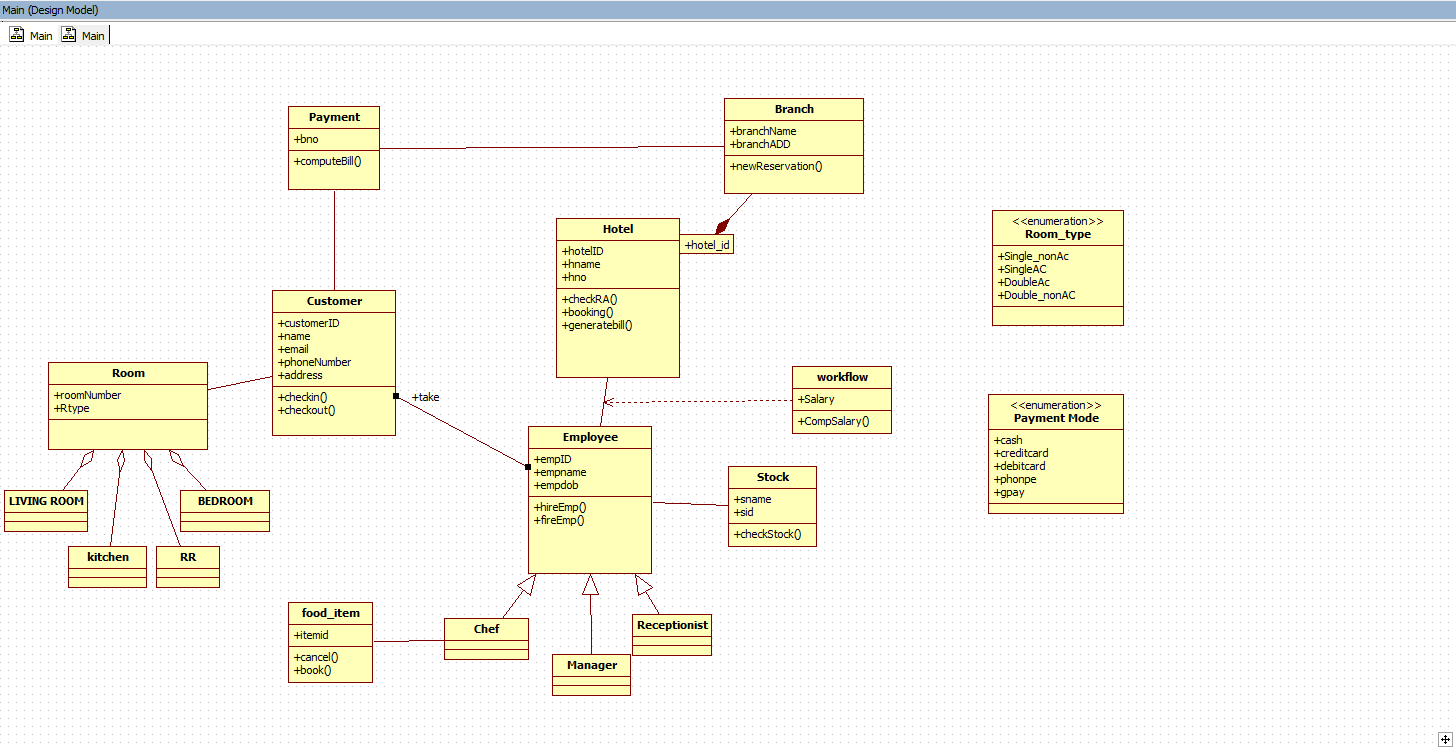 Main (Design Model)
Main Main
Payment
+bno
+computeBill()
Branch
+branchName
+branchADD
+newReservation()
Hotel
+hotelID
+hname
+hno
+checkRA()
+booking()
+generatebill()
+hotel_id
<<enumeration>>
Room_type
+Single_nonAc
+SingleAC
+DoubleAc
+Double_nonAC
Customer
+customerID
+name
+email
+phoneNumber
+address
+checkin()
+checkout()
Room
+roomNumber
+Rtype
+take
workflow
+Salary
+CompSalary()
<<enumeration>>
Payment Mode
+cash
+creditcard
+debitcard
+phonpe
+gpay
Employee
+empID
+empname
+empdob
+hireEmp()
+fireEmp()
Stock
+sname
+sid
+checkStock()
LIVING ROOM
BEDROOM
kitchen
RR
food_item
+itemid
+cancel()
+book()
Chef
Manager
Receptionist